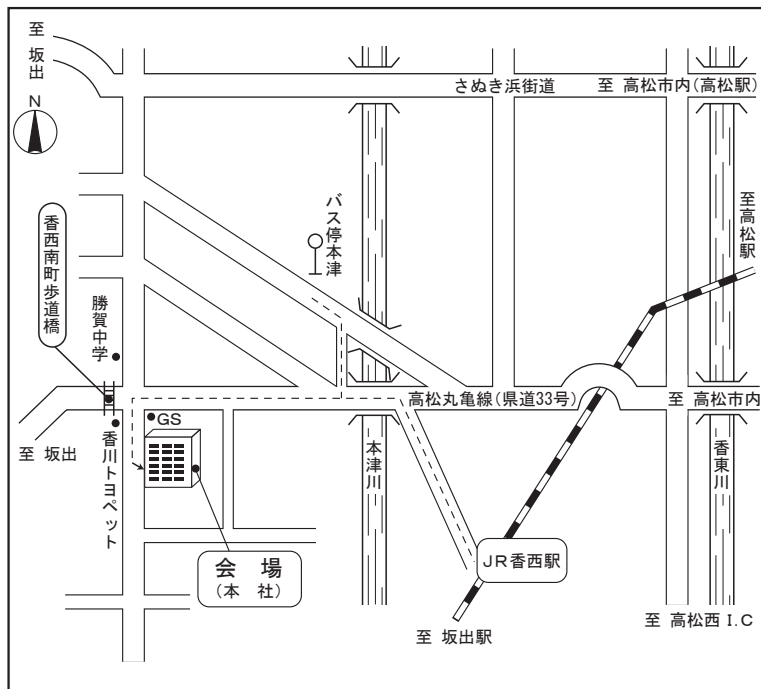 至 坂出
さぬき浜街道
至 高松市内(高松駅)
N
バス停本津
至高松駅
香西南町歩道橋
勝賀中学
高松丸亀線(県道33号)
至 高松市内
GS
至 坂出
香川トヨペット
本津川
香東川
会 場
(本 社)
JR香西駅
至 高松西 I.C
至 坂出駅